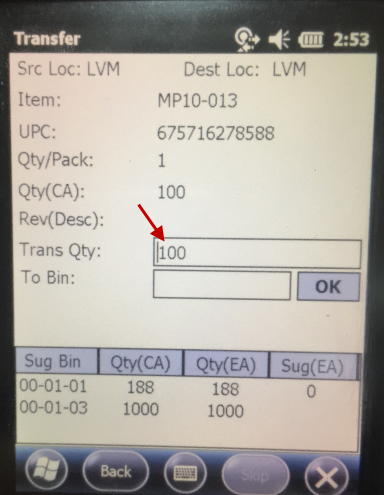 Transfer 2:53
Src Loc: LVM Dest Loc: LVM
Item: MP10-013
UPC: 675716278588
Qty/Pack: 1
Qty(CA): 100
Rev(Desc):
Trans Qty: 100
To Bin: OK
Sug Bin Qty(CA) Qty(EA) Sug(EA)
00-01-01 188 188 0
00-01-03 1000 1000
Back Skip